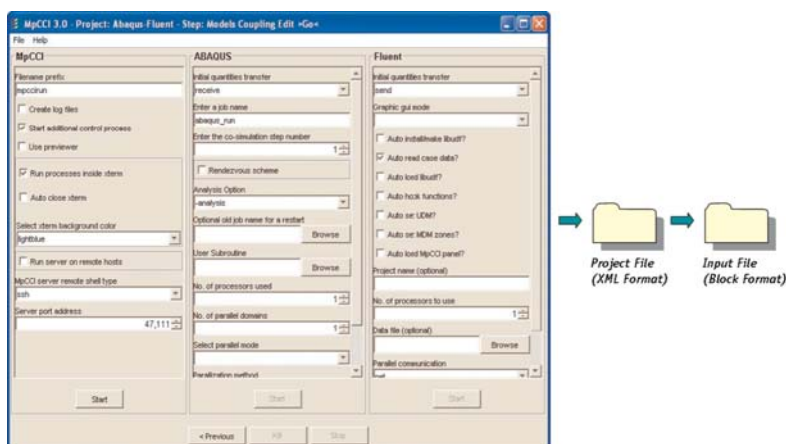 MpCCI 3.0 - Project: Abaqus-Fluent - Step: Models Coupling Edit >Go<
File Help
MpCCI
Filename prefix
mpccirun
Create log files
Start additional control process
Use previewer
Run processes inside xterm
Auto close xterm
Select xterm background color
lightblue
Run server on remote hosts
MpCCI server remote shell type
ssh
Server port address
47,111
Start
ABAQUS
Initial quantities transfer
receive
Enter a job name
abaqus_run
Enter the co-simulation step number
1
Rendezvous scheme
Analysis Option
-analysis
Optional old job name for a restart
Browse
User Subroutine
Browse
No. of processors used
1
No. of parallel domains
1
Select parallel mode
Parallization method
Start
Fluent
Initial quantities transfer
send
Graphic gui mode
Auto install/make libudf?
Auto read case data?
Auto load libudf?
Auto hook functions?
Auto set UDM?
Auto set MDM zones?
Auto load MpCCI panel?
Project name (optional)
No. of processors to use
1
Data file (optional)
Browse
Parallel communication
Start
< Previous
Kill
Stop
Project File
(XML Format)
Input File
(Block Format)